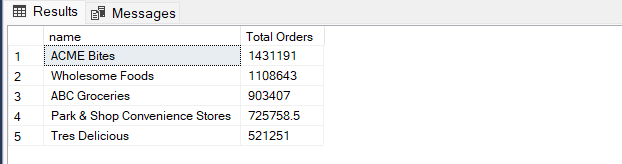 Results Messages
name Total Orders
1 ACME Bites 1431191
2 Wholesome Foods 1108643
3 ABC Groceries 903407
4 Park & Shop Convenience Stores 725758.5
5 Tres Delicious 521251